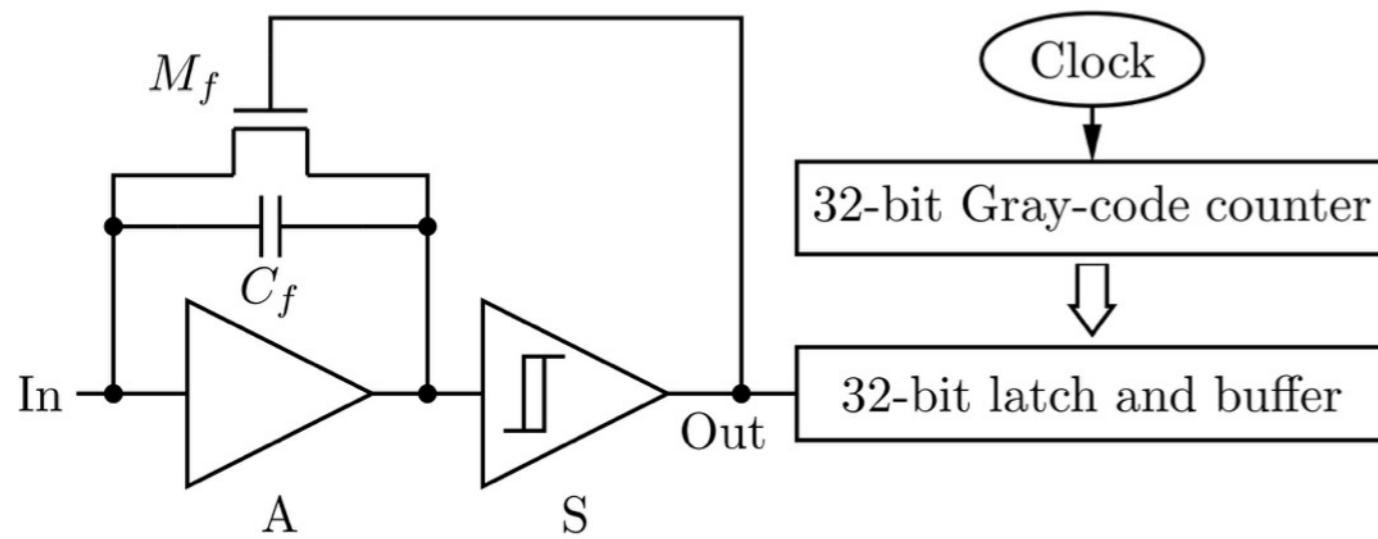 M_f
Clock
32-bit Gray-code counter
C_f
In
32-bit latch and buffer
Out
A
S